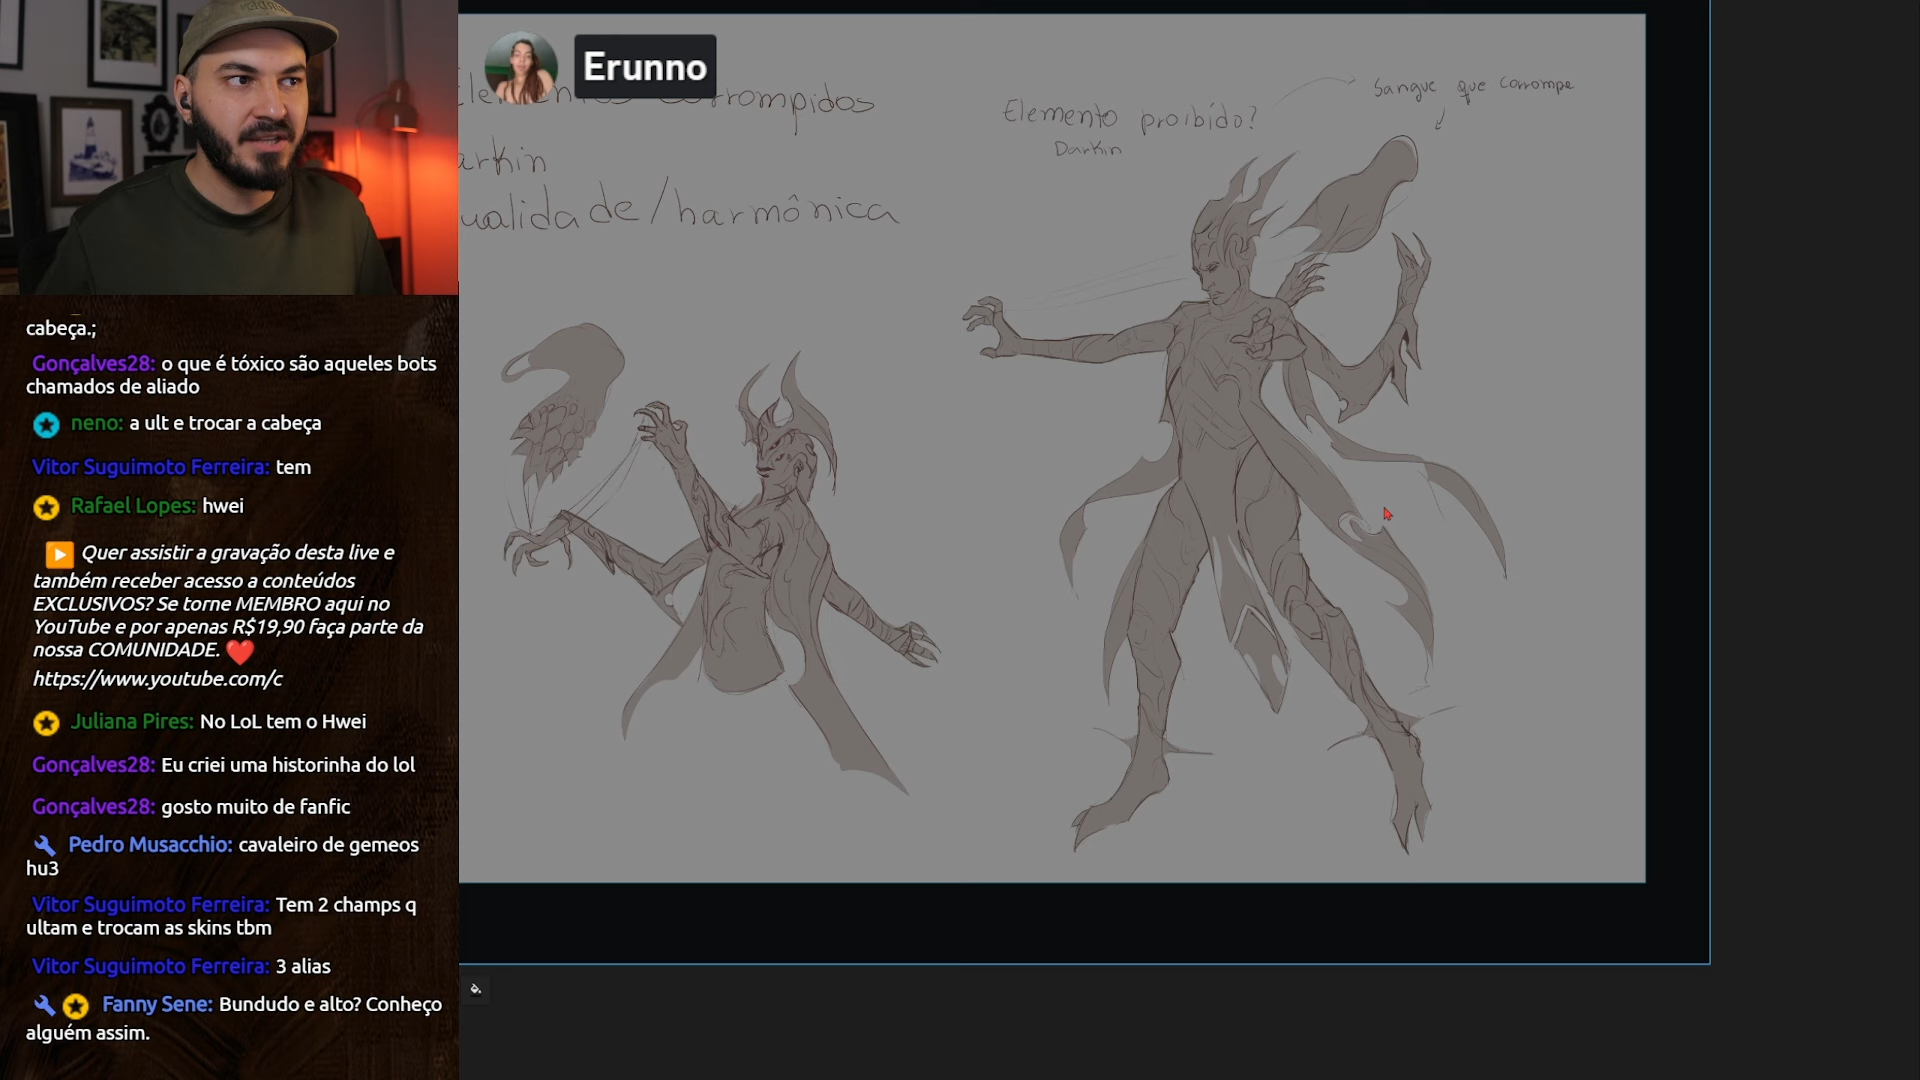 Erunno
corrompidos
arkin
ualidade/harmônica
Elemento proibído?
Darkin
Sangue que corrompe
cabeça.;
Gonçalves28: o que é tóxico são aqueles bots
chamados de aliado
neno: a ult e trocar a cabeça
Vitor Suguimoto Ferreira: tem
Rafael Lopes: hwei
Quer assistir a gravação desta live e
também receber acesso a conteúdos
EXCLUSIVOS? Se torne MEMBRO aqui no
YouTube e por apenas R$19,90 faça parte da
nossa COMUNIDADE.
https://www.youtube.com/c
Juliana Pires: No LoL tem o Hwei
Gonçalves28: Eu criei uma historinha do lol
Gonçalves28: gosto muito de fanfic
Pedro Musacchio: cavaleiro de gemeos
hu3
Vitor Suguimoto Ferreira: Tem 2 champs q
ultam e trocam as skins tbm
Vitor Suguimoto Ferreira: 3 alias
Fanny Sene: Bundudo e alto? Conheço
alguém assim.